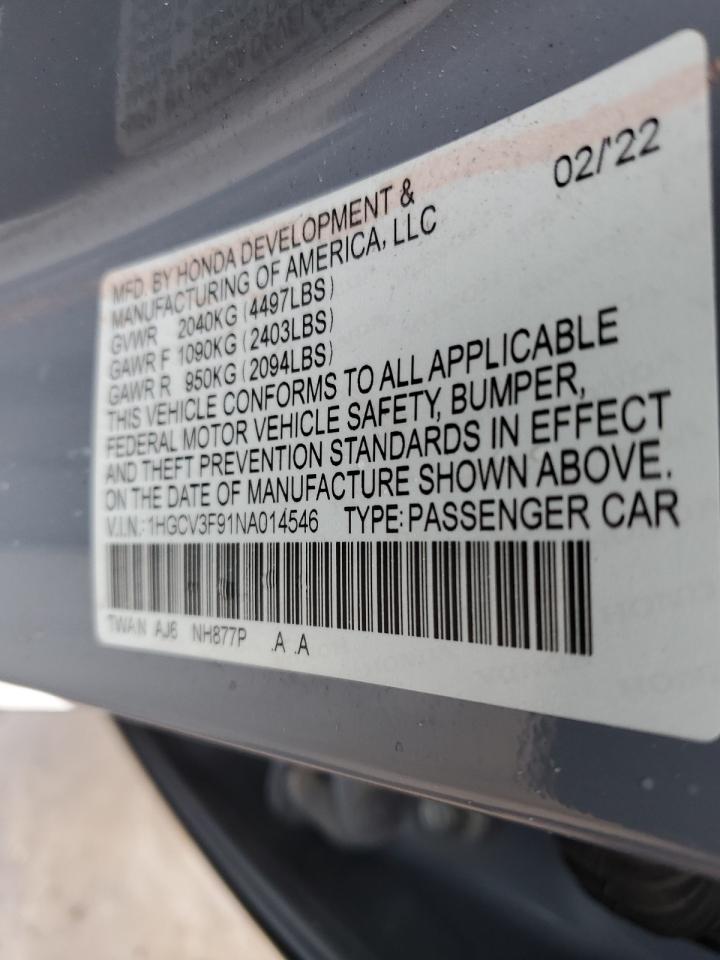 02/'22
MFD. BY HONDA DEVELOPMENT &
MANUFACTURING OF AMERICA, LLC
GVWR 2040KG (4497LBS)
GAWR F 1090KG (2403LBS)
GAWR R 950KG (2094LBS)
THIS VEHICLE CONFORMS TO ALL APPLICABLE
FEDERAL MOTOR VEHICLE SAFETY, BUMPER,
AND THEFT PREVENTION STANDARDS IN EFFECT
ON THE DATE OF MANUFACTURE SHOWN ABOVE.
V.I.N.: 1HGCV3F91NA014546 TYPE: PASSENGER CAR
TWA N AJ6 NH877P .A .A